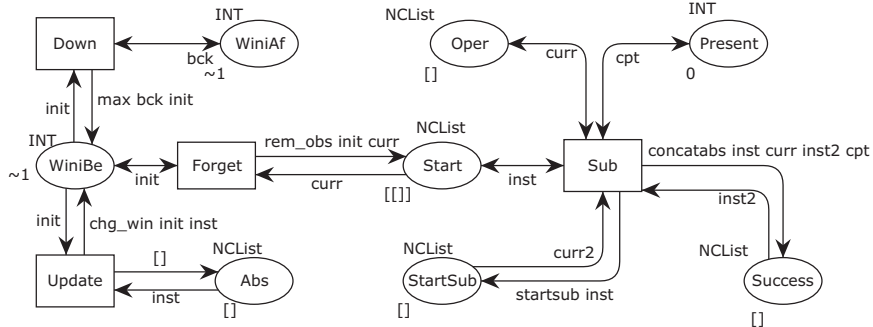 INT
NCList
INT
Down
WiniAf
Oper
Present
bck
~1
[]
curr
cpt
0
init
max bck init
INT
NCList
rem_obs init curr
concatabs inst curr inst2 cpt
WiniBe
Forget
Start
Sub
~1
init
curr
inst
inst2
[[]]
init
chg_win init inst
NCList
NCList
NCList
[]
curr2
Update
Abs
StartSub
Success
inst
startsub inst
[]
[]
[]